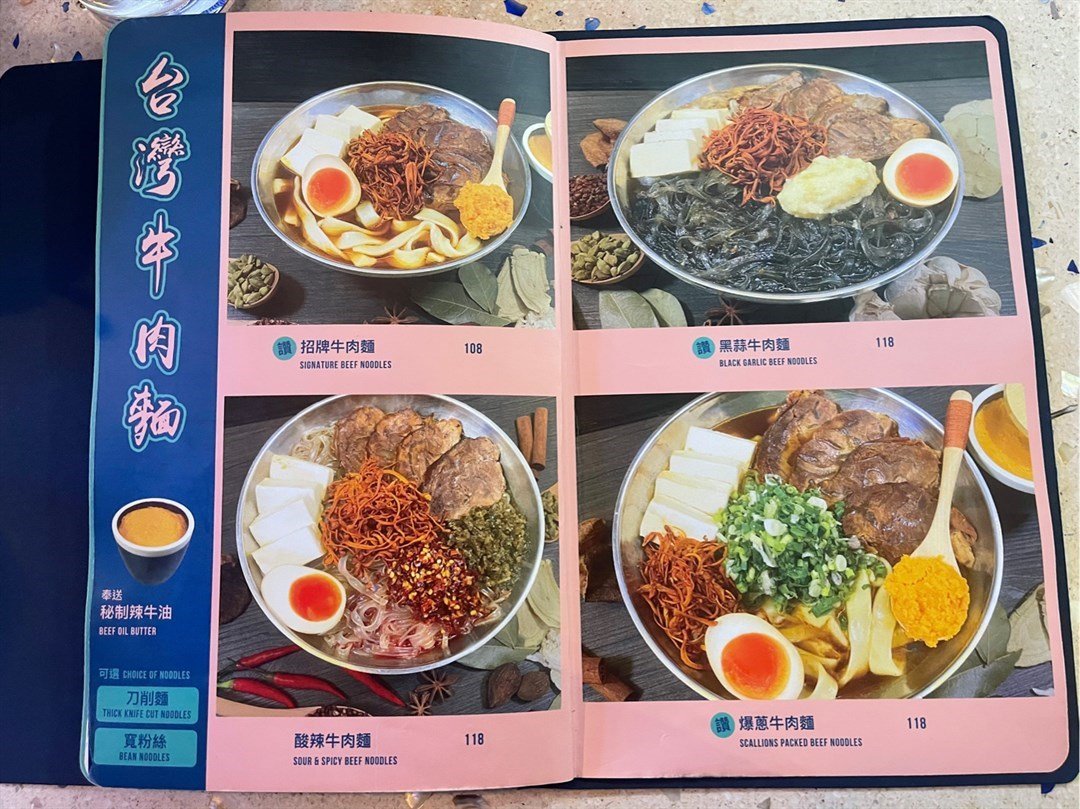 台灣牛肉麵
奉送
秘制辣牛油
BEEF OIL BUTTER
可選 CHOICE OF NOODLES
刀削麵
THICK KNIFE CUT NOODLES
寬粉絲
BEAN NOODLES
讚 招牌牛肉麵 108
SIGNATURE BEEF NOODLES
讚 黑蒜牛肉麵 118
BLACK GARLIC BEEF NOODLES
酸辣牛肉麵 118
SOUR & SPICY BEEF NOODLES
讚 爆蔥牛肉麵 118
SCALLIONS PACKED BEEF NOODLES